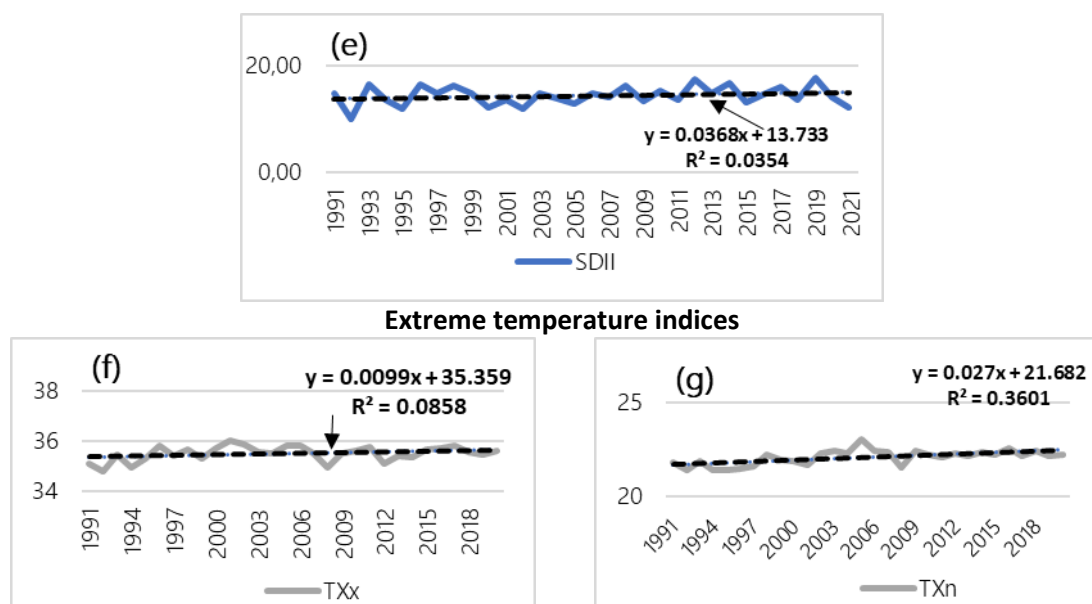 (e)
20,00
y = 0.0368x + 13.733
R² = 0.0354
0,00
1991 1993 1995 1997 1999 2001 2003 2005 2007 2009 2011 2013 2015 2017 2019 2021
SDII
Extreme temperature indices
(f)
y = 0.0099x + 35.359
R² = 0.0858
38
36
34
1991 1994 1997 2000 2003 2006 2009 2012 2015 2018
TXx
(g)
y = 0.027x + 21.682
R² = 0.3601
25
20
1991 1994 1997 2000 2003 2006 2009 2012 2015 2018
TXn